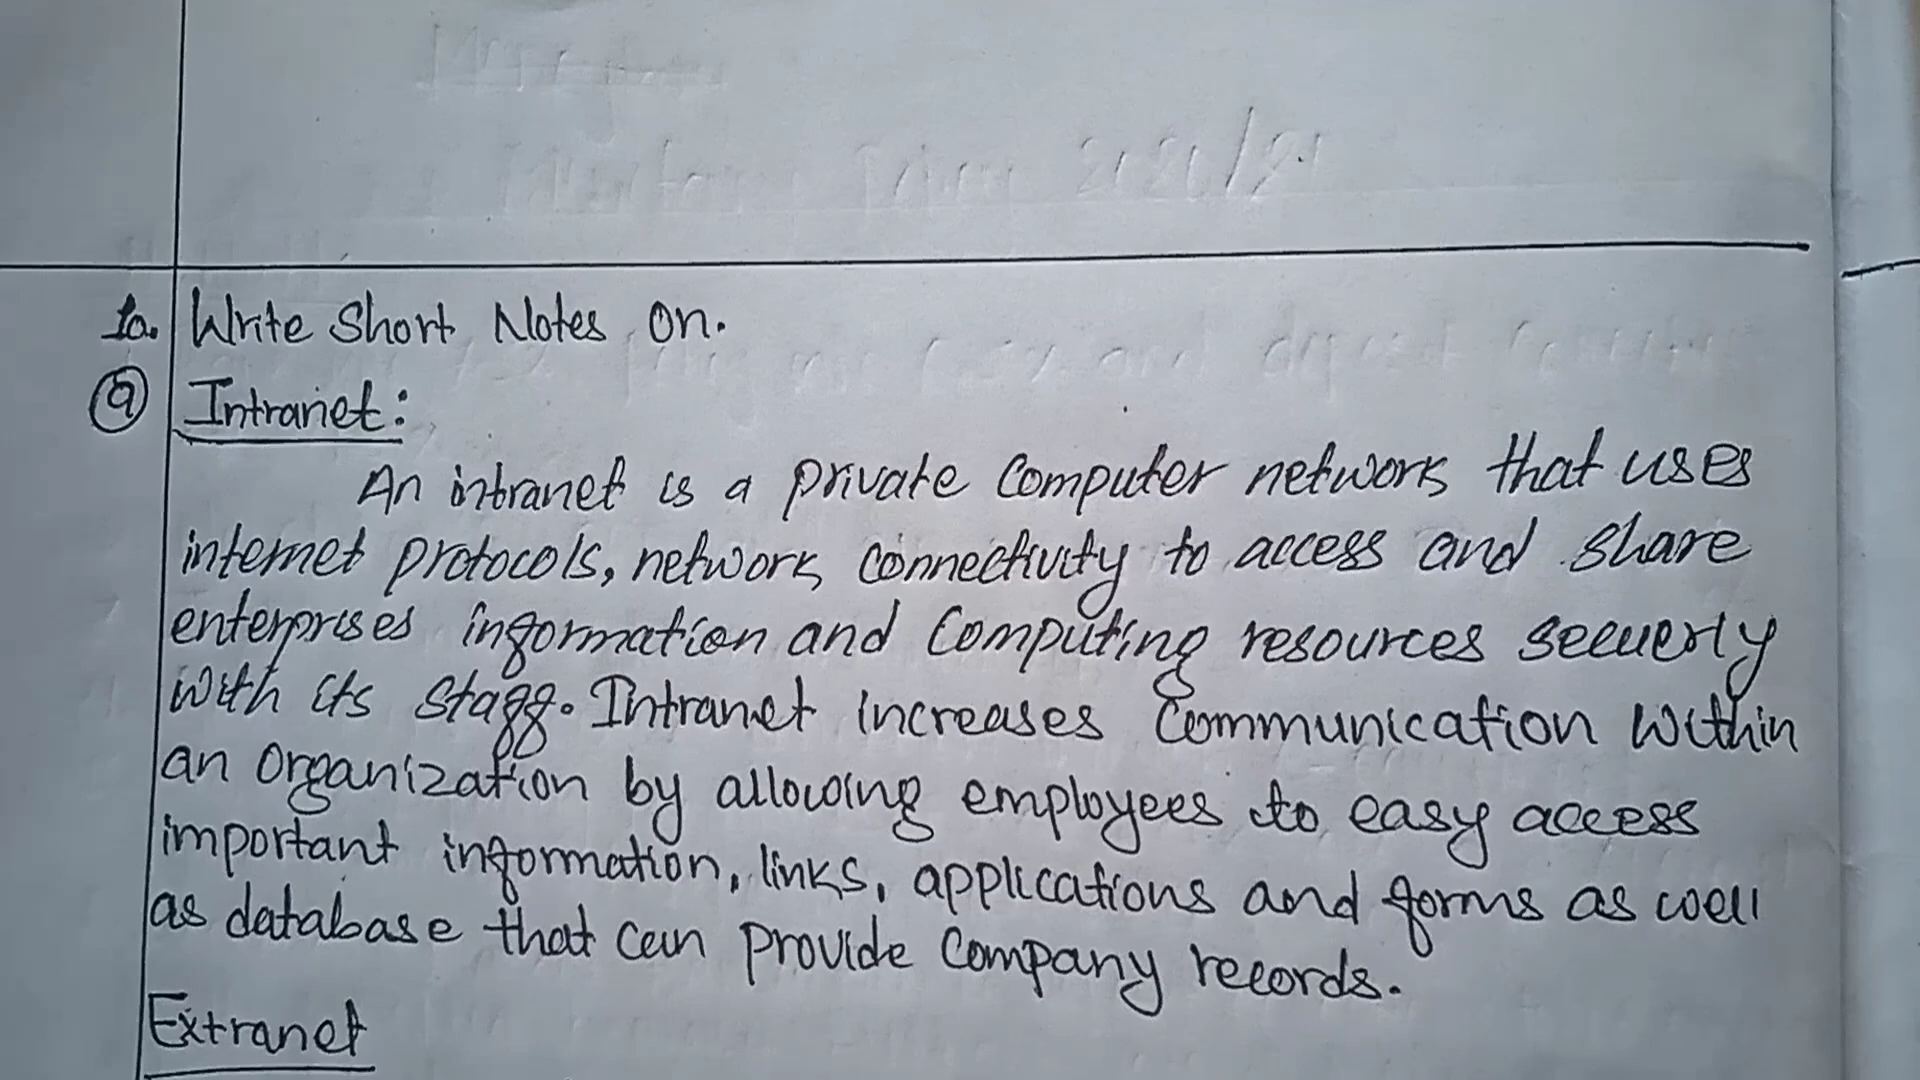 1a. Write Short Notes on.
(a) Intranet:
An intranet is a private Computer network that uses
internet protocols, network connectivity to access and share
enterprises information and Computing resources secuerly
with its staff. Intranet increases Communication within
an organization by allowing employees to easy access
important information, links, applications and forms as well
as database that can provide Company records.
Extranet